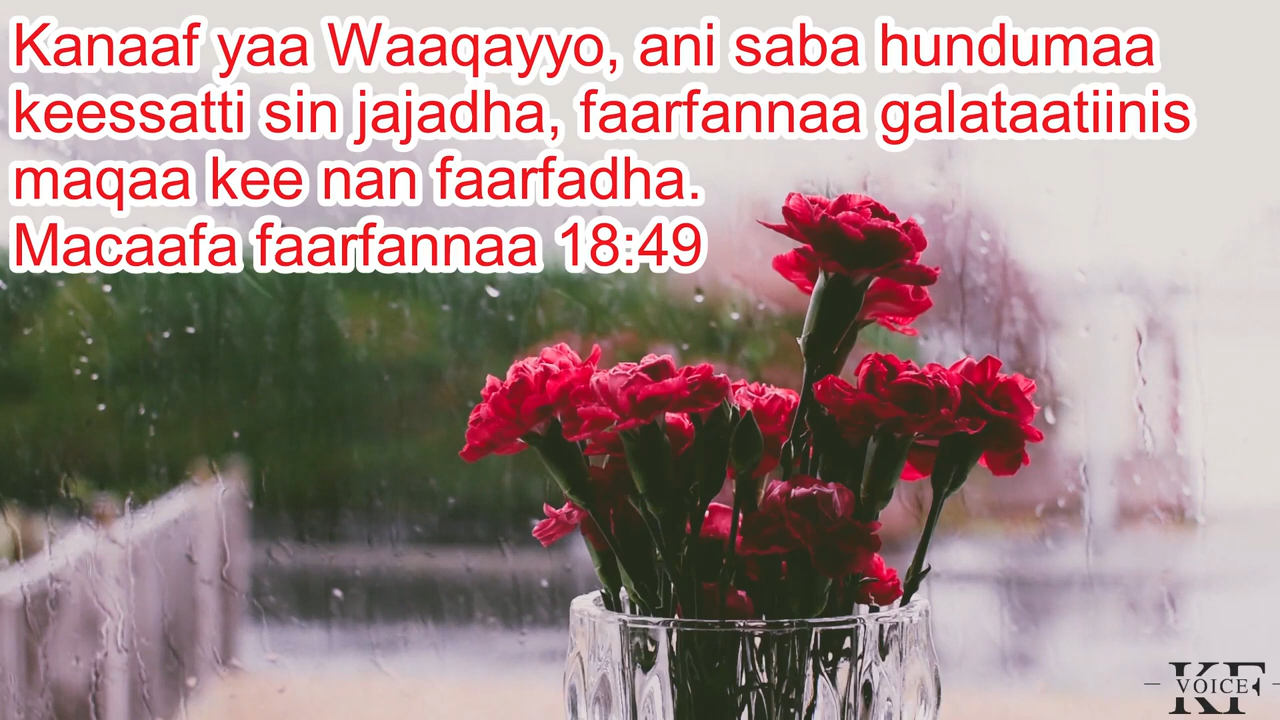 Kanaaf yaa Waaqayyo, ani saba hundumaa
keessatti sin jajadha, faarfannaa galataatiinis
maqaa kee nan faarfadha.
Macaafa faarfannaa 18:49
KF
VOICE